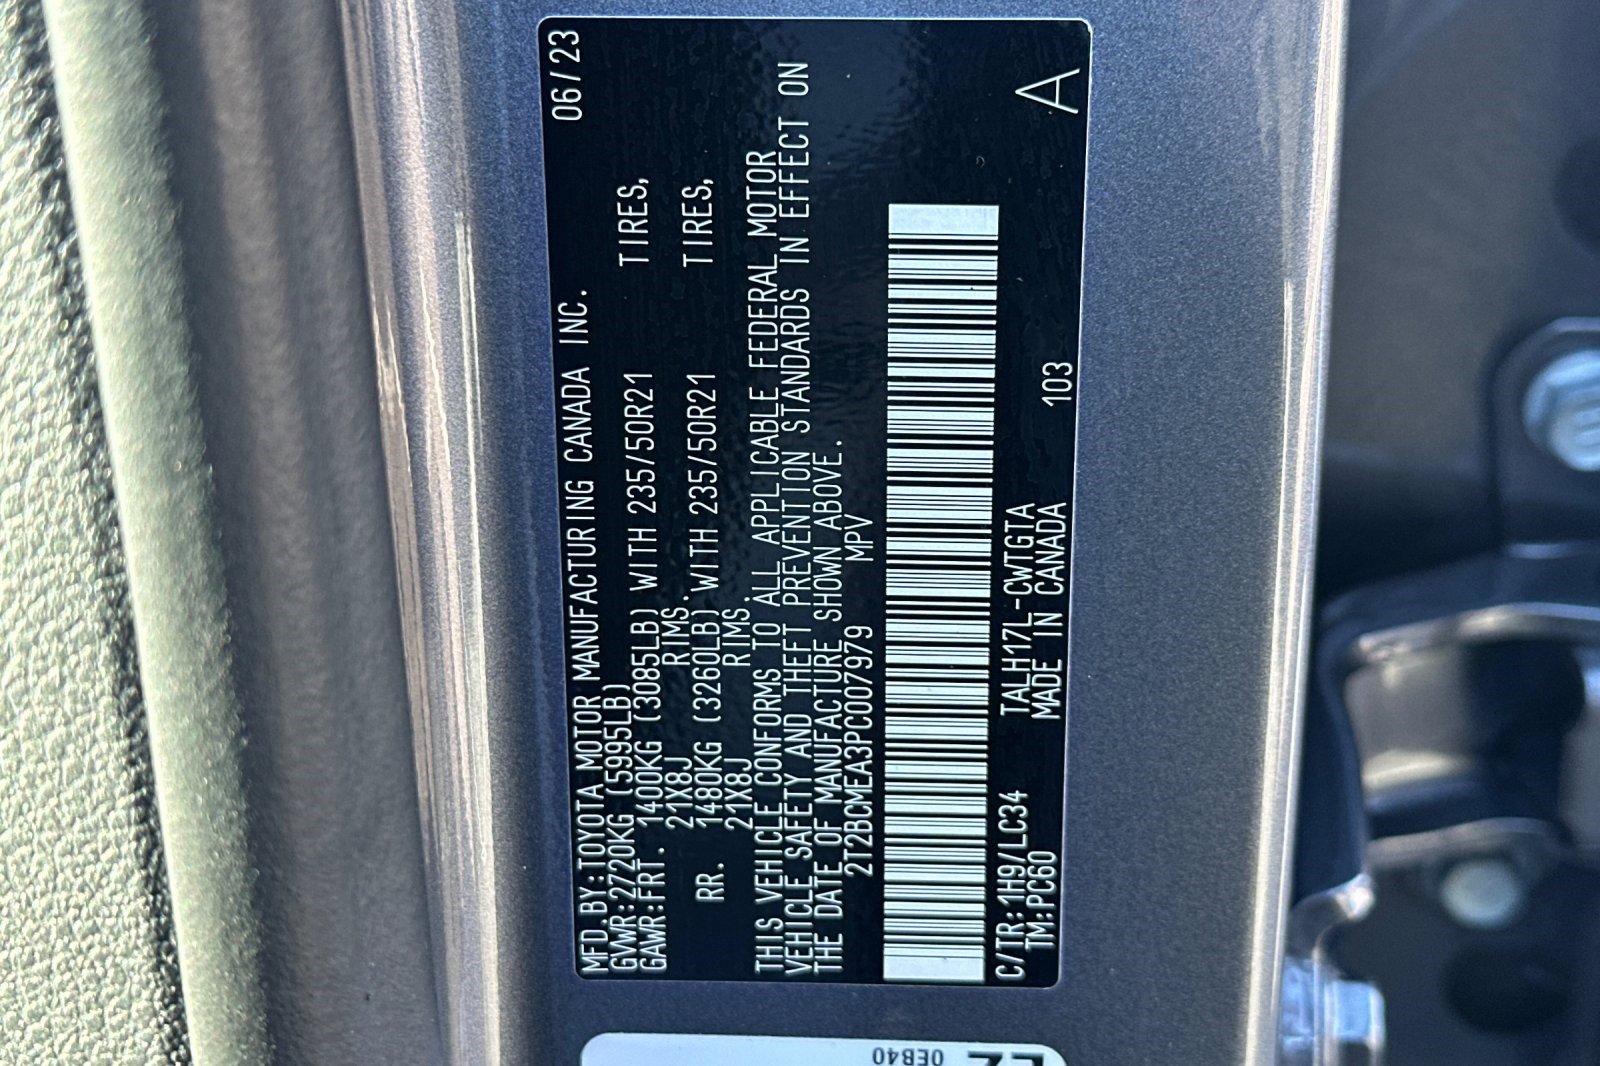 MFD.BY:TOYOTA MOTOR MANUFACTURING CANADA INC. 06/23
GVWR:2720KG (5995LB)
GAWR:FRT. 1400KG (3085LB) WITH 235/50R21 TIRES,
21X8J RIMS.
RR. 1480KG (3260LB) WITH 235/50R21 TIRES,
21X8J RIMS.
THIS VEHICLE CONFORMS TO ALL APPLICABLE FEDERAL MOTOR
VEHICLE SAFETY AND THEFT PREVENTION STANDARDS IN EFFECT ON
THE DATE OF MANUFACTURE SHOWN ABOVE.
2T2BCMEA3PC007979 MPV
C/TR:1H9/LC34 TALH17L-CWTGTA
TM:PC60 MADE IN CANADA 103 A
0EB40